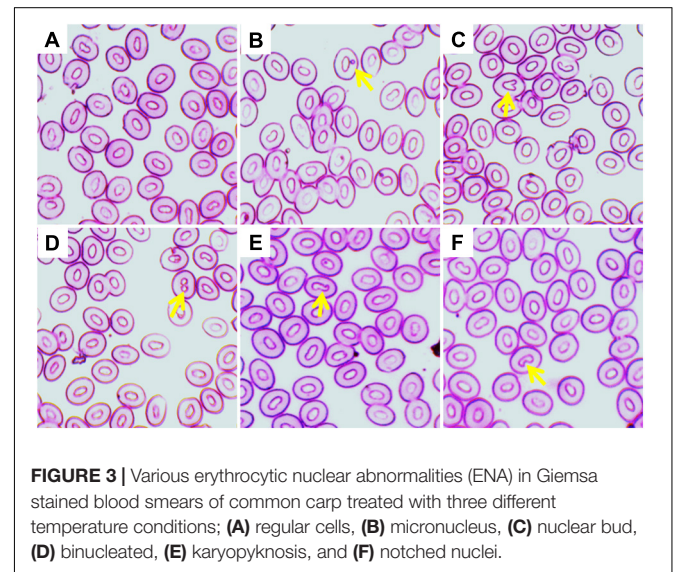 A B C
D E F
FIGURE 3 | Various erythrocytic nuclear abnormalities (ENA) in Giemsa
stained blood smears of common carp treated with three different
temperature conditions; (A) regular cells, (B) micronucleus, (C) nuclear bud,
(D) binucleated, (E) karyopyknosis, and (F) notched nuclei.